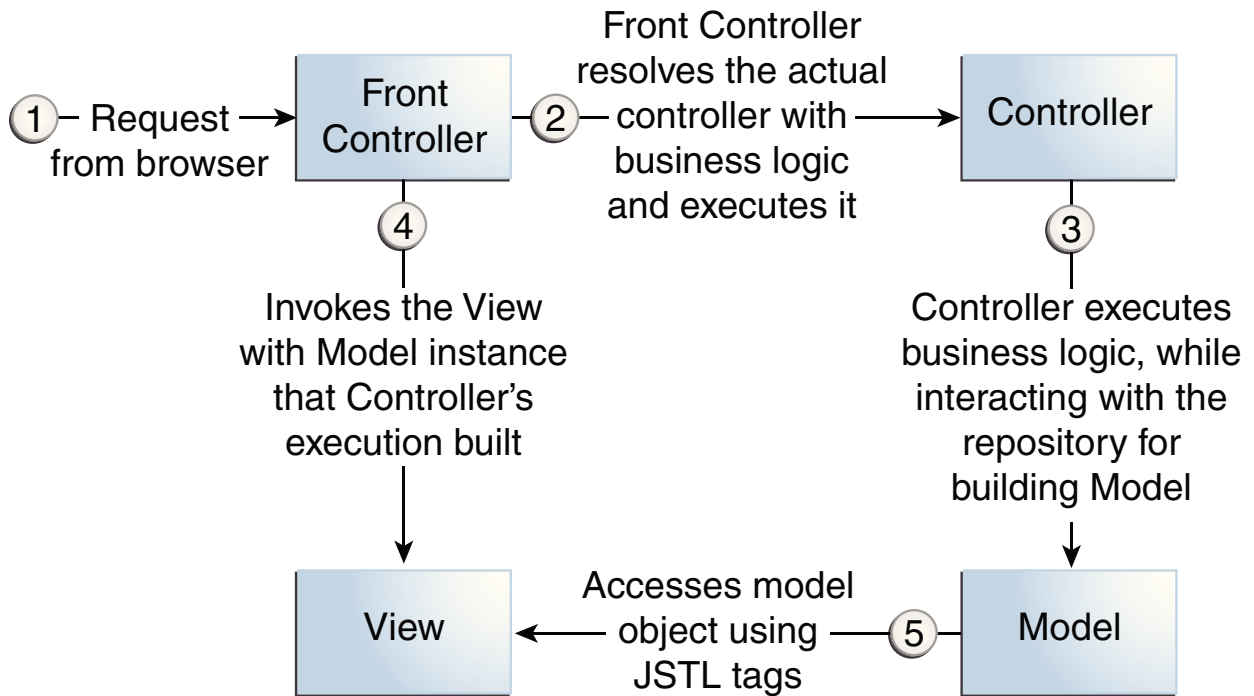 1
Request
from browser
Front
Controller
2
Front Controller
resolves the actual
controller with
business logic
and executes it
Controller
3
Controller executes
business logic, while
interacting with the
repository for
building Model
4
Invokes the View
with Model instance
that Controller's
execution built
View
Accesses model
object using
JSTL tags
5
Model